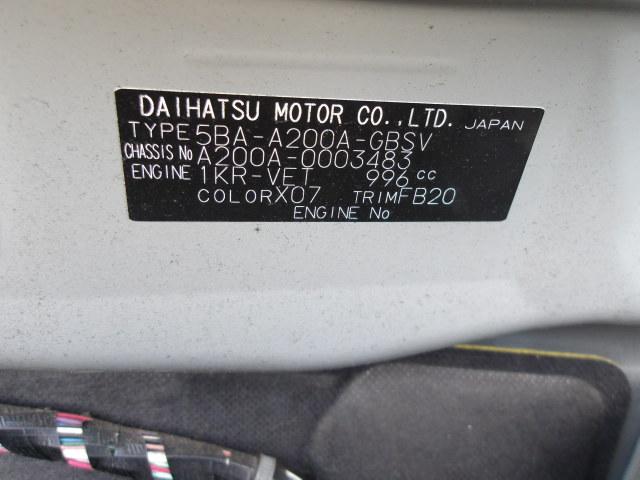 DAIHATSU MOTOR CO.,LTD. JAPAN
TYPE 5BA-A200A-GBSV
CHASSIS No A200A-0003483
ENGINE 1KR-VET 996 cc
COLOR X07 TRIM FB20
ENGINE No